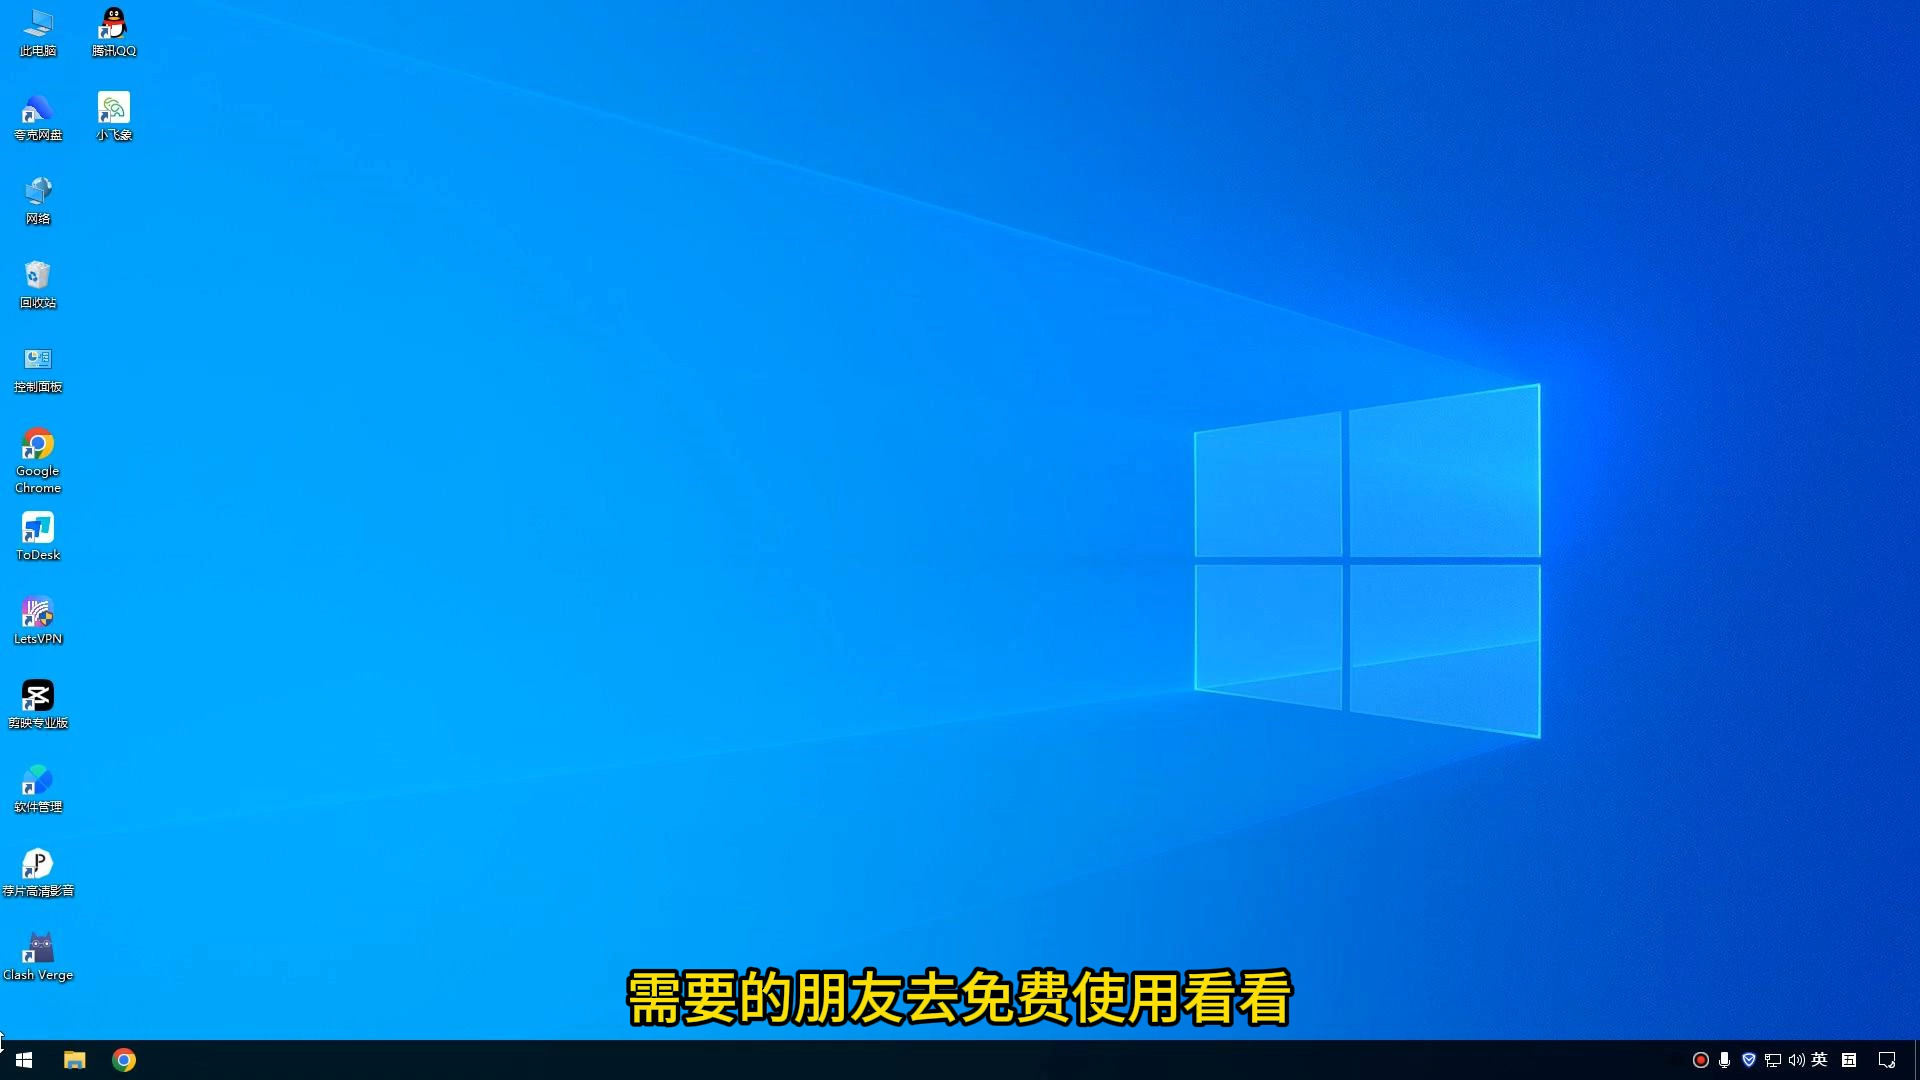 此电脑
腾讯QQ
夸克网盘
小飞象
网络
回收站
控制面板
Google
Chrome
ToDesk
LetsVPN
剪映专业版
软件管理
荐片高清影音
Clash Verge
需要的朋友去免费使用看看
英
五